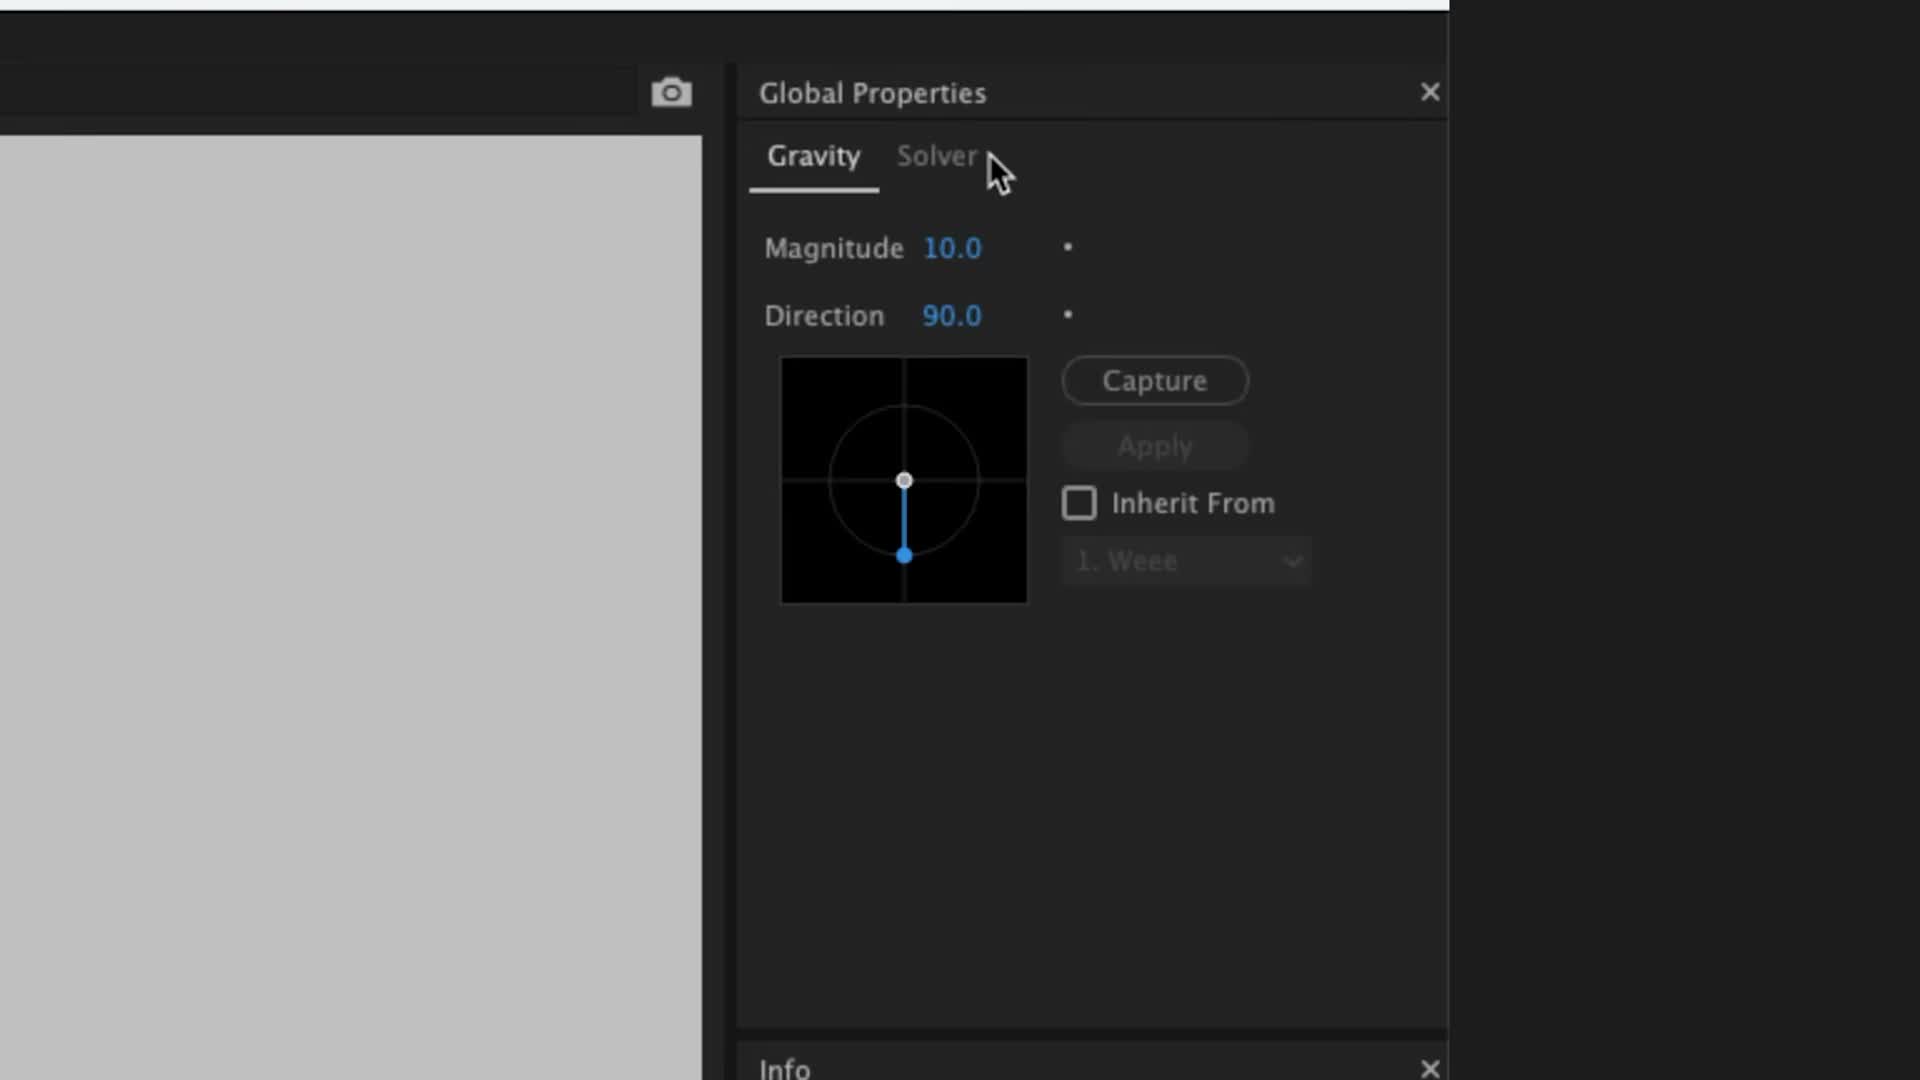 Global Properties
Gravity Solver
Magnitude 10.0
Direction 90.0
Capture
Apply
Inherit From
1. Weee
Info